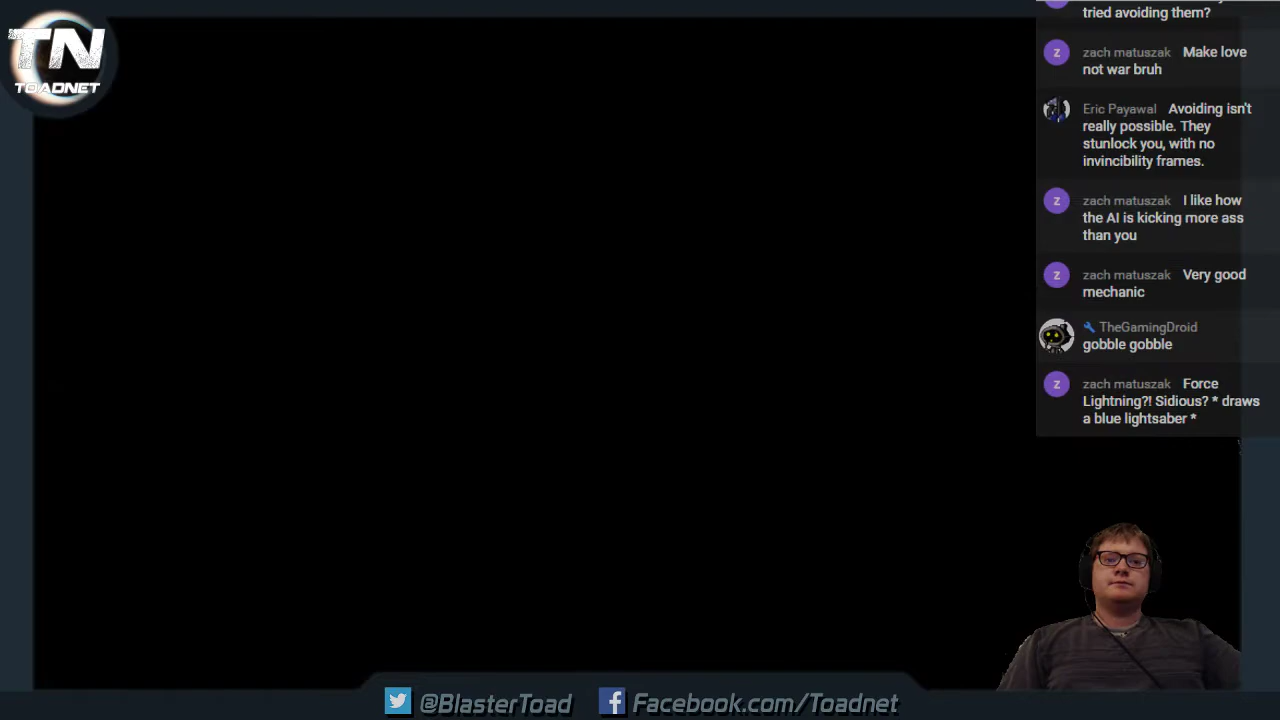 TN
TOADNET
tried avoiding them?
z
zach matuszak Make love
not war bruh
Eric Payawal Avoiding isn't
really possible. They
stunlock you, with no
invincibility frames.
z
zach matuszak I like how
the AI is kicking more ass
than you
z
zach matuszak Very good
mechanic
TheGamingDroid
gobble gobble
z
zach matuszak Force
Lightning?! Sidious? * draws
a blue lightsaber *
@BlasterToad Facebook.com/Toadnet